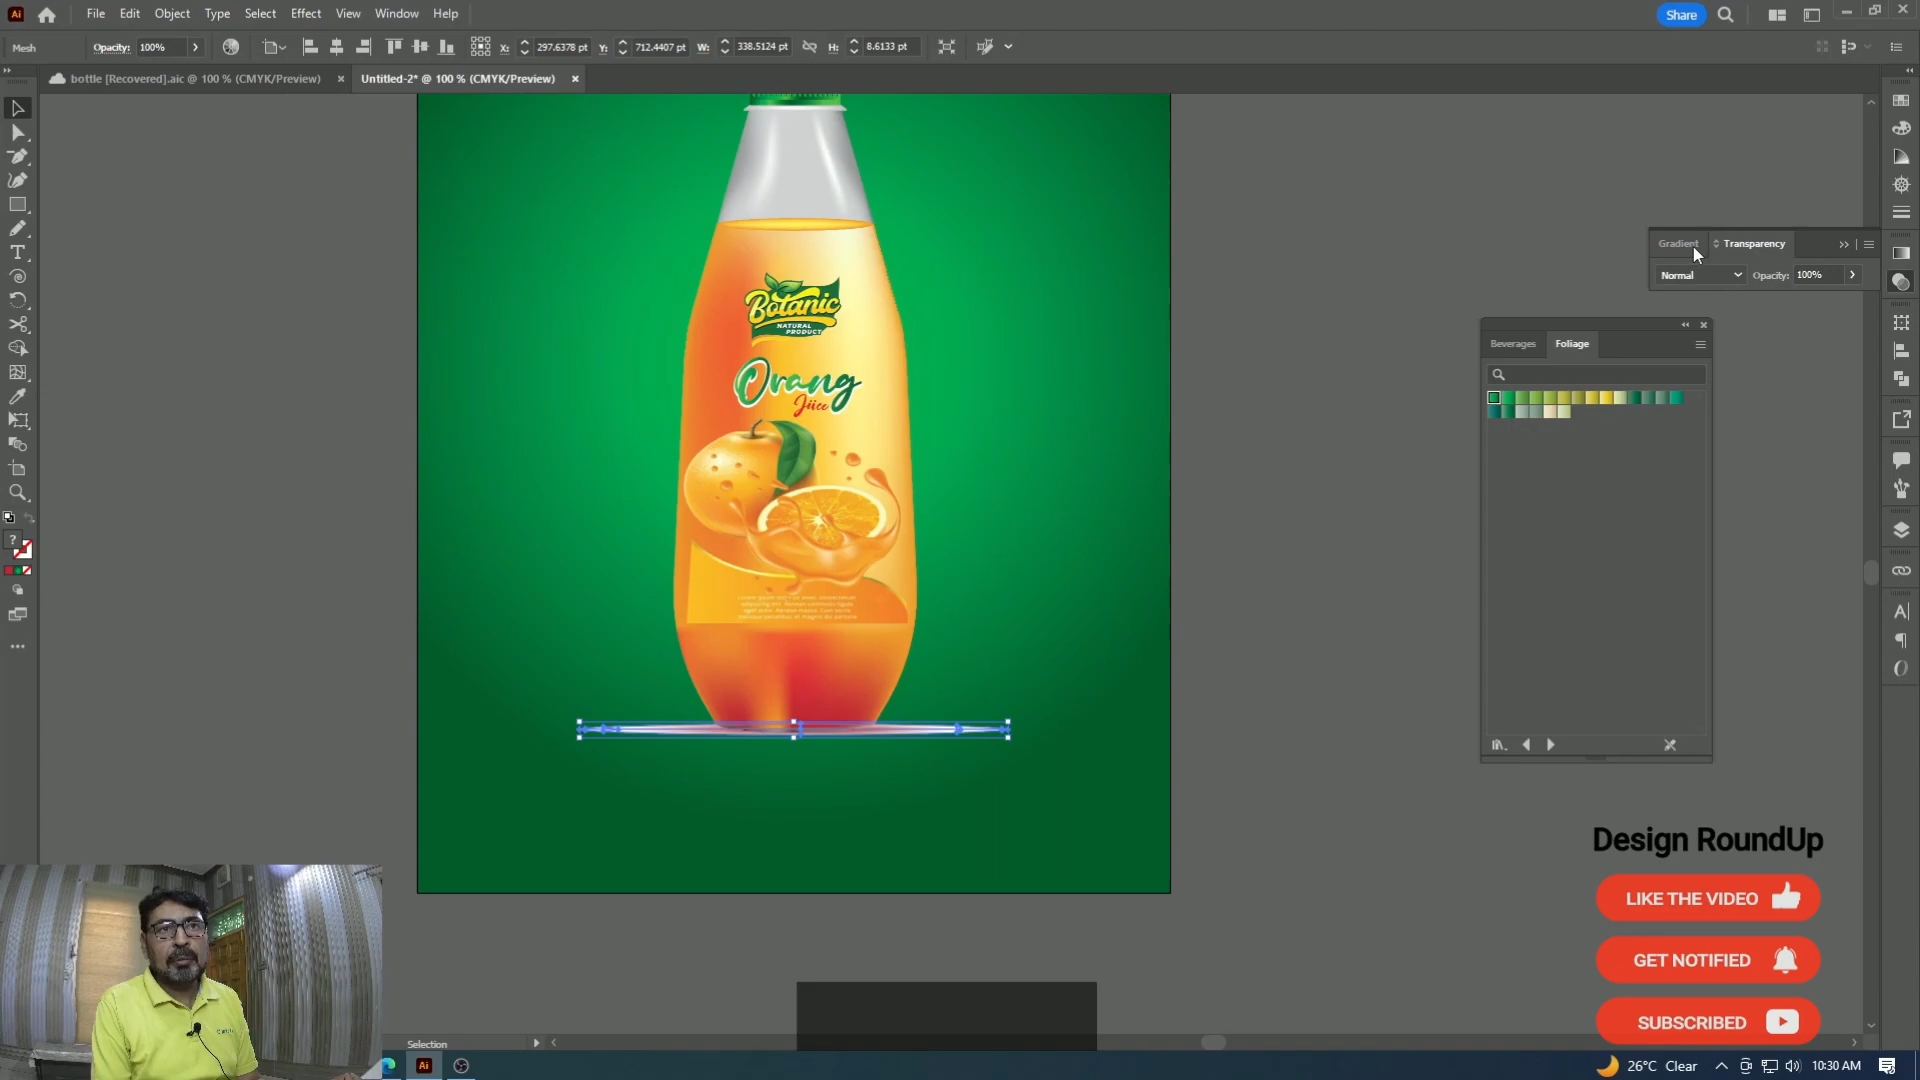 Ai File Edit Object Type Select Effect View Window Help Share
Mesh Opacity: 100% X: 297.6378 pt Y: 712.4407 pt W: 338.5124 pt H: 8.6133 pt
bottle [Recovered].aic @ 100 % (CMYK/Preview) × Untitled-2* @ 100 % (CMYK/Preview) ×
Botanic
NATURAL
PRODUCT
Orang
Jüce
Gradient Transparency
Normal Opacity: 100%
Beverages Foliage
Design RoundUp
LIKE THE VIDEO
GET NOTIFIED
SUBSCRIBED
Selection
Ai 26°C Clear 10:30 AM